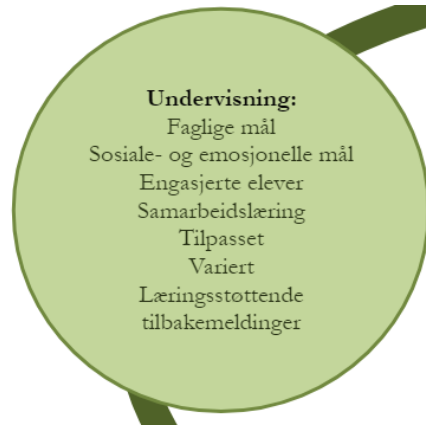 Undervisning:
Faglige mål
Sosiale- og emosjonelle mål
Engasjerte elever
Samarbeidslæring
Tilpasset
Variert
Læringsstøttende
tilbakemeldinger